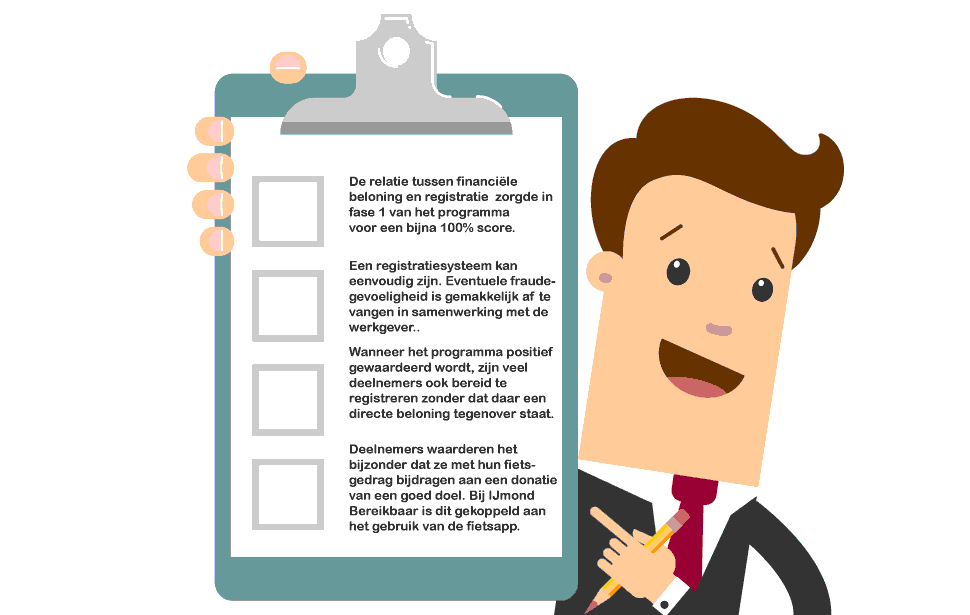 De relatie tussen financiële
beloning en registratie  zorgde in
fase 1 van het programma
voor een bijna 100% score.
Een registratiesysteem kan
eenvoudig zijn. Eventuele fraude-
gevoeligheid is gemakkelijk af te
vangen in samenwerking met de
werkgever..
Wanneer het programma positief
gewaardeerd wordt, zijn veel
deelnemers ook bereid te
registreren zonder dat daar een
directe beloning tegenover staat.
Deelnemers waarderen het
bijzonder dat ze met hun fiets-
gedrag bijdragen aan een donatie
van een goed doel. Bij IJmond
Bereikbaar is dit gekoppeld aan
het gebruik van de fietsapp.